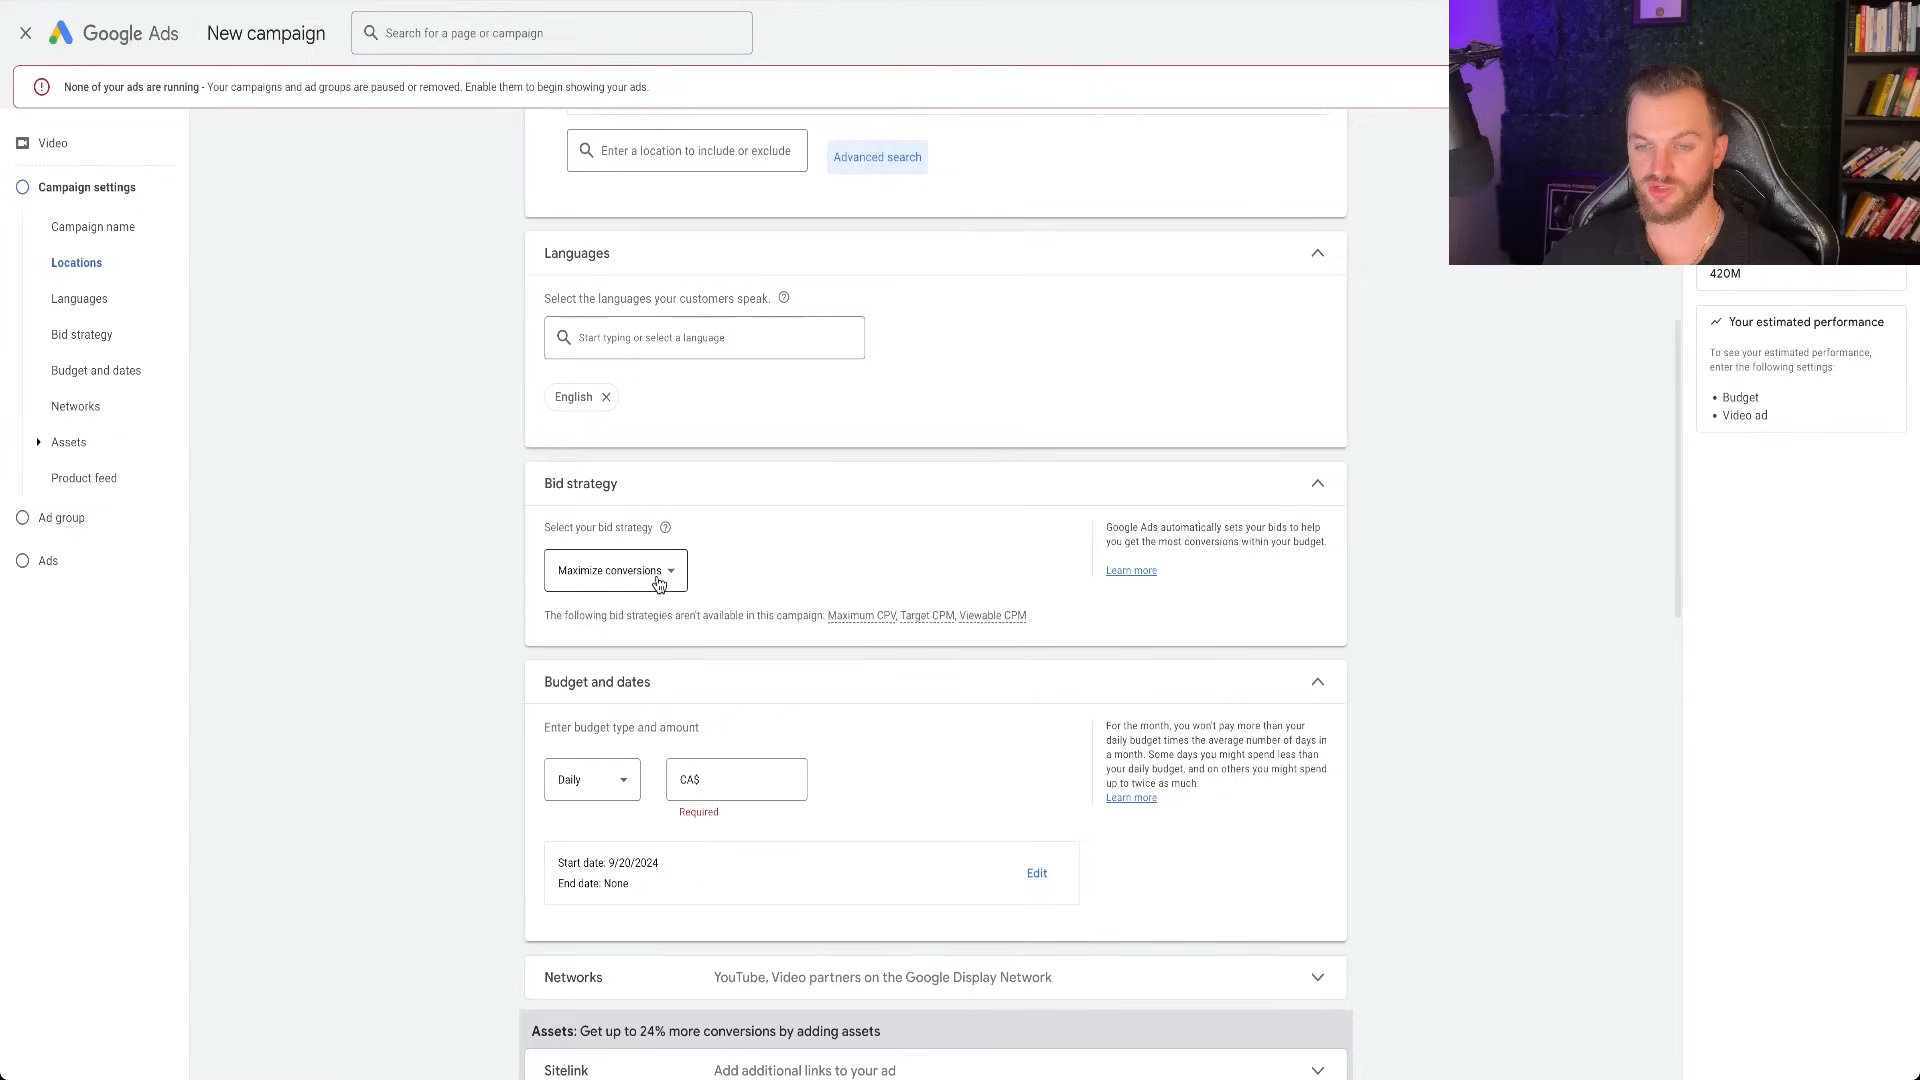 Google Ads
New campaign
Search for a page or campaign
None of your ads are running - Your campaigns and ad groups are paused or removed. Enable them to begin showing your ads.
Video
Campaign settings
Campaign name
Locations
Languages
Bid strategy
Budget and dates
Networks
Assets
Product feed
Ad group
Ads
Enter a location to include or exclude
Advanced search
Languages
Select the languages your customers speak.
Start typing or select a language
English
Bid strategy
Select your bid strategy
Maximize conversions
The following bid strategies aren't available in this campaign: Maximum CPV, Target CPM, Viewable CPM
Google Ads automatically sets your bids to help
you get the most conversions within your budget.
Learn more
Budget and dates
Enter budget type and amount
Daily
CA$
Required
Start date: 9/20/2024
End date: None
Edit
For the month, you won't pay more than your
daily budget times the average number of days in
a month. Some days you might spend less than
your daily budget, and on others you might spend
up to twice as much.
Learn more
Networks
YouTube, Video partners on the Google Display Network
Assets: Get up to 24% more conversions by adding assets
Sitelink
Add additional links to your ad
420M
Your estimated performance
To see your estimated performance,
enter the following settings:
• Budget
• Video ad